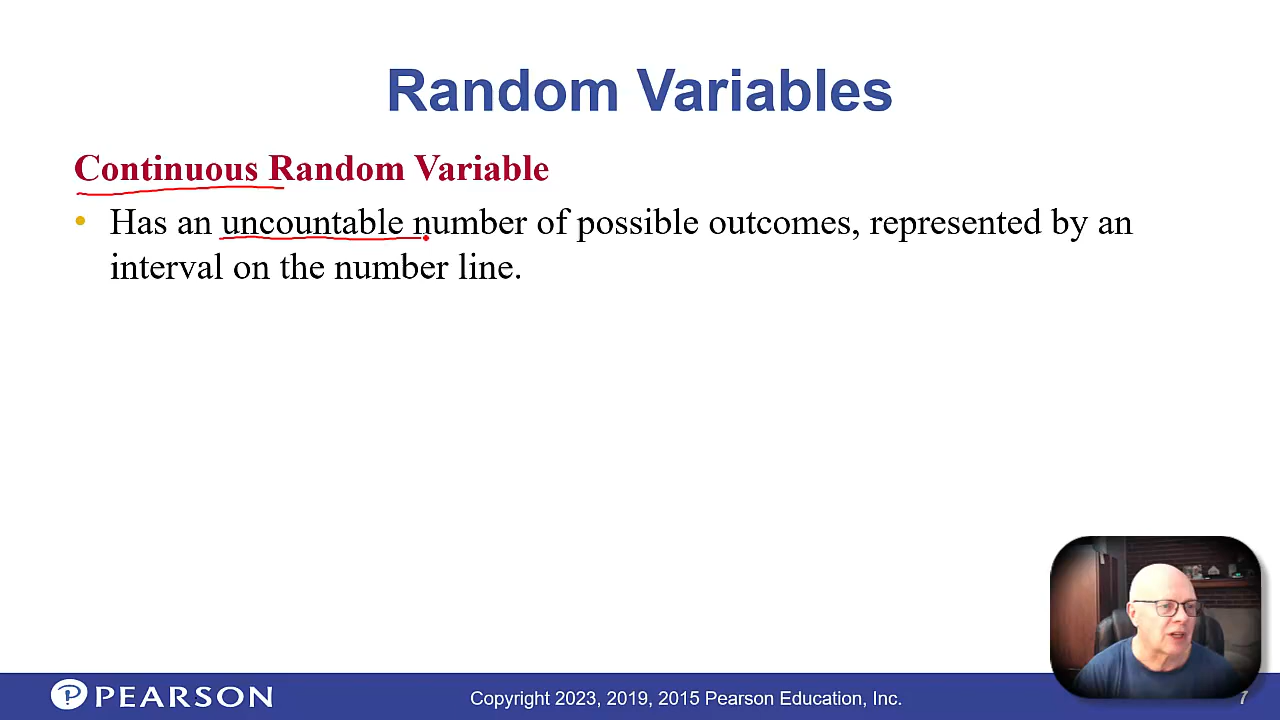 Random Variables
Continuous Random Variable
• Has an uncountable number of possible outcomes, represented by an
interval on the number line.
PEARSON
Copyright 2023, 2019, 2015 Pearson Education, Inc.
7